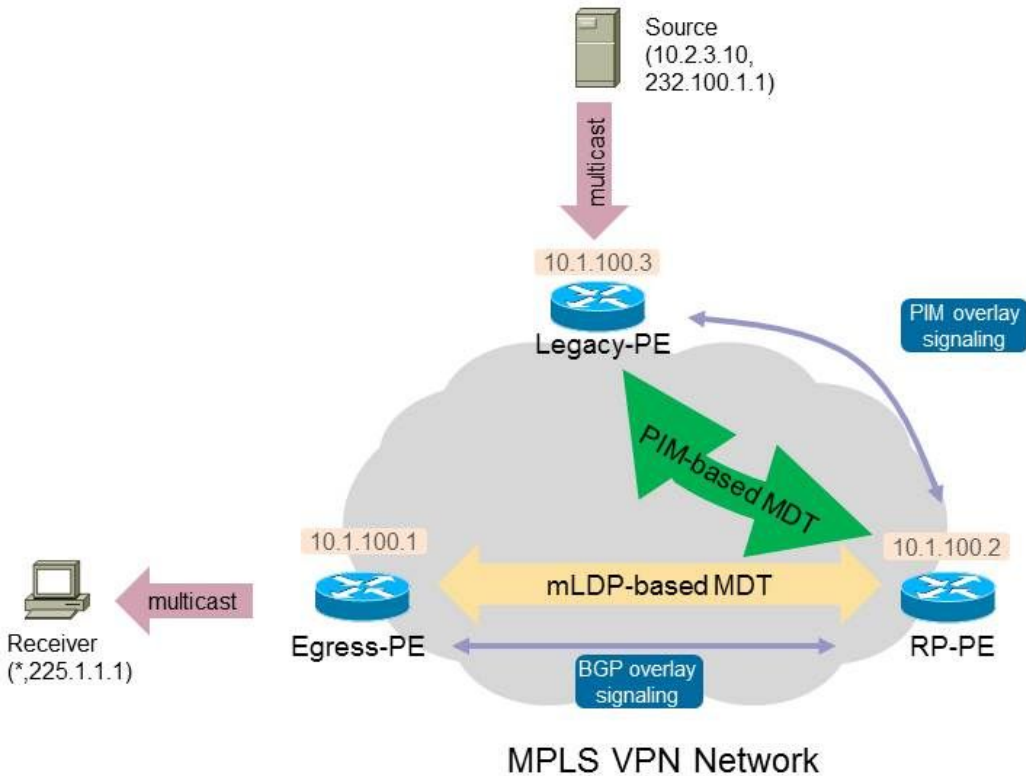 Source
(10.2.3.10,
232.100.1.1)
multicast
10.1.100.3
Legacy-PE
PIM overlay
signaling
PIM-based MDT
10.1.100.1
10.1.100.2
multicast
mLDP-based MDT
Receiver
(*,225.1.1.1)
Egress-PE
RP-PE
BGP overlay
signaling
MPLS VPN Network